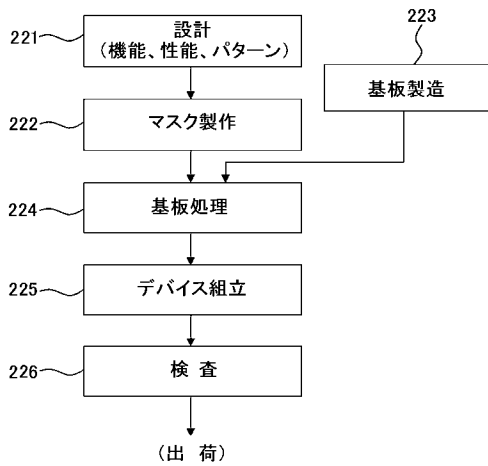 221
設計
(機能、性能、パターン)
223
基板製造
222
マスク製作
224
基板処理
225
デバイス組立
226
検 査
(出 荷)